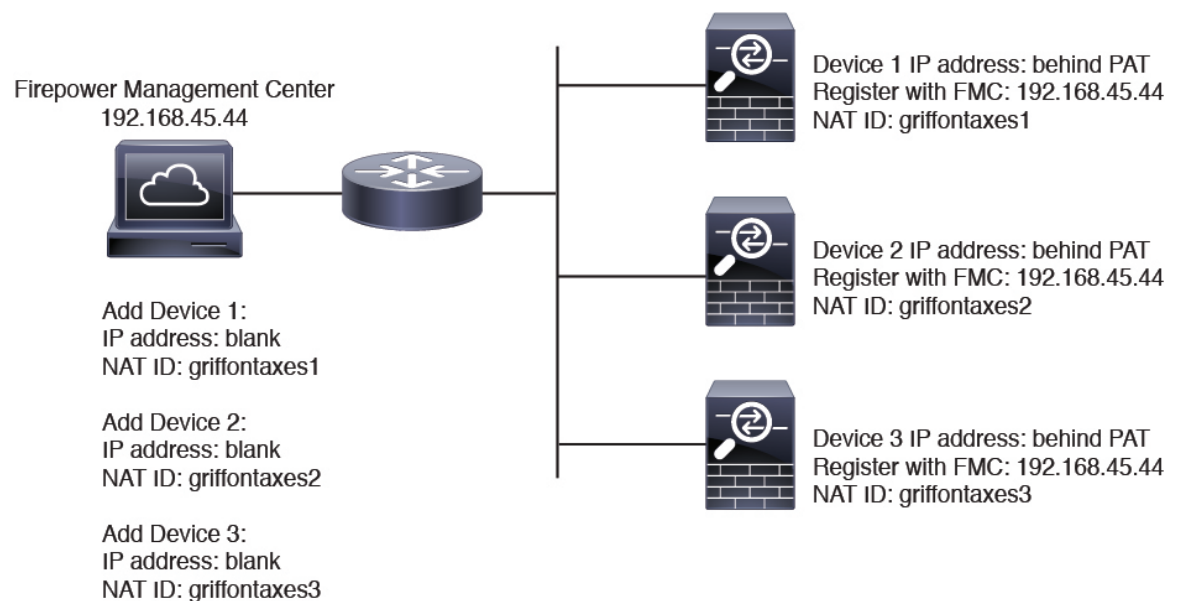 Firepower Management Center
192.168.45.44
Add Device 1:
IP address: blank
NAT ID: griffontaxes1
Add Device 2:
IP address: blank
NAT ID: griffontaxes2
Add Device 3:
IP address: blank
NAT ID: griffontaxes3
Device 1 IP address: behind PAT
Register with FMC: 192.168.45.44
NAT ID: griffontaxes1
Device 2 IP address: behind PAT
Register with FMC: 192.168.45.44
NAT ID: griffontaxes2
Device 3 IP address: behind PAT
Register with FMC: 192.168.45.44
NAT ID: griffontaxes3